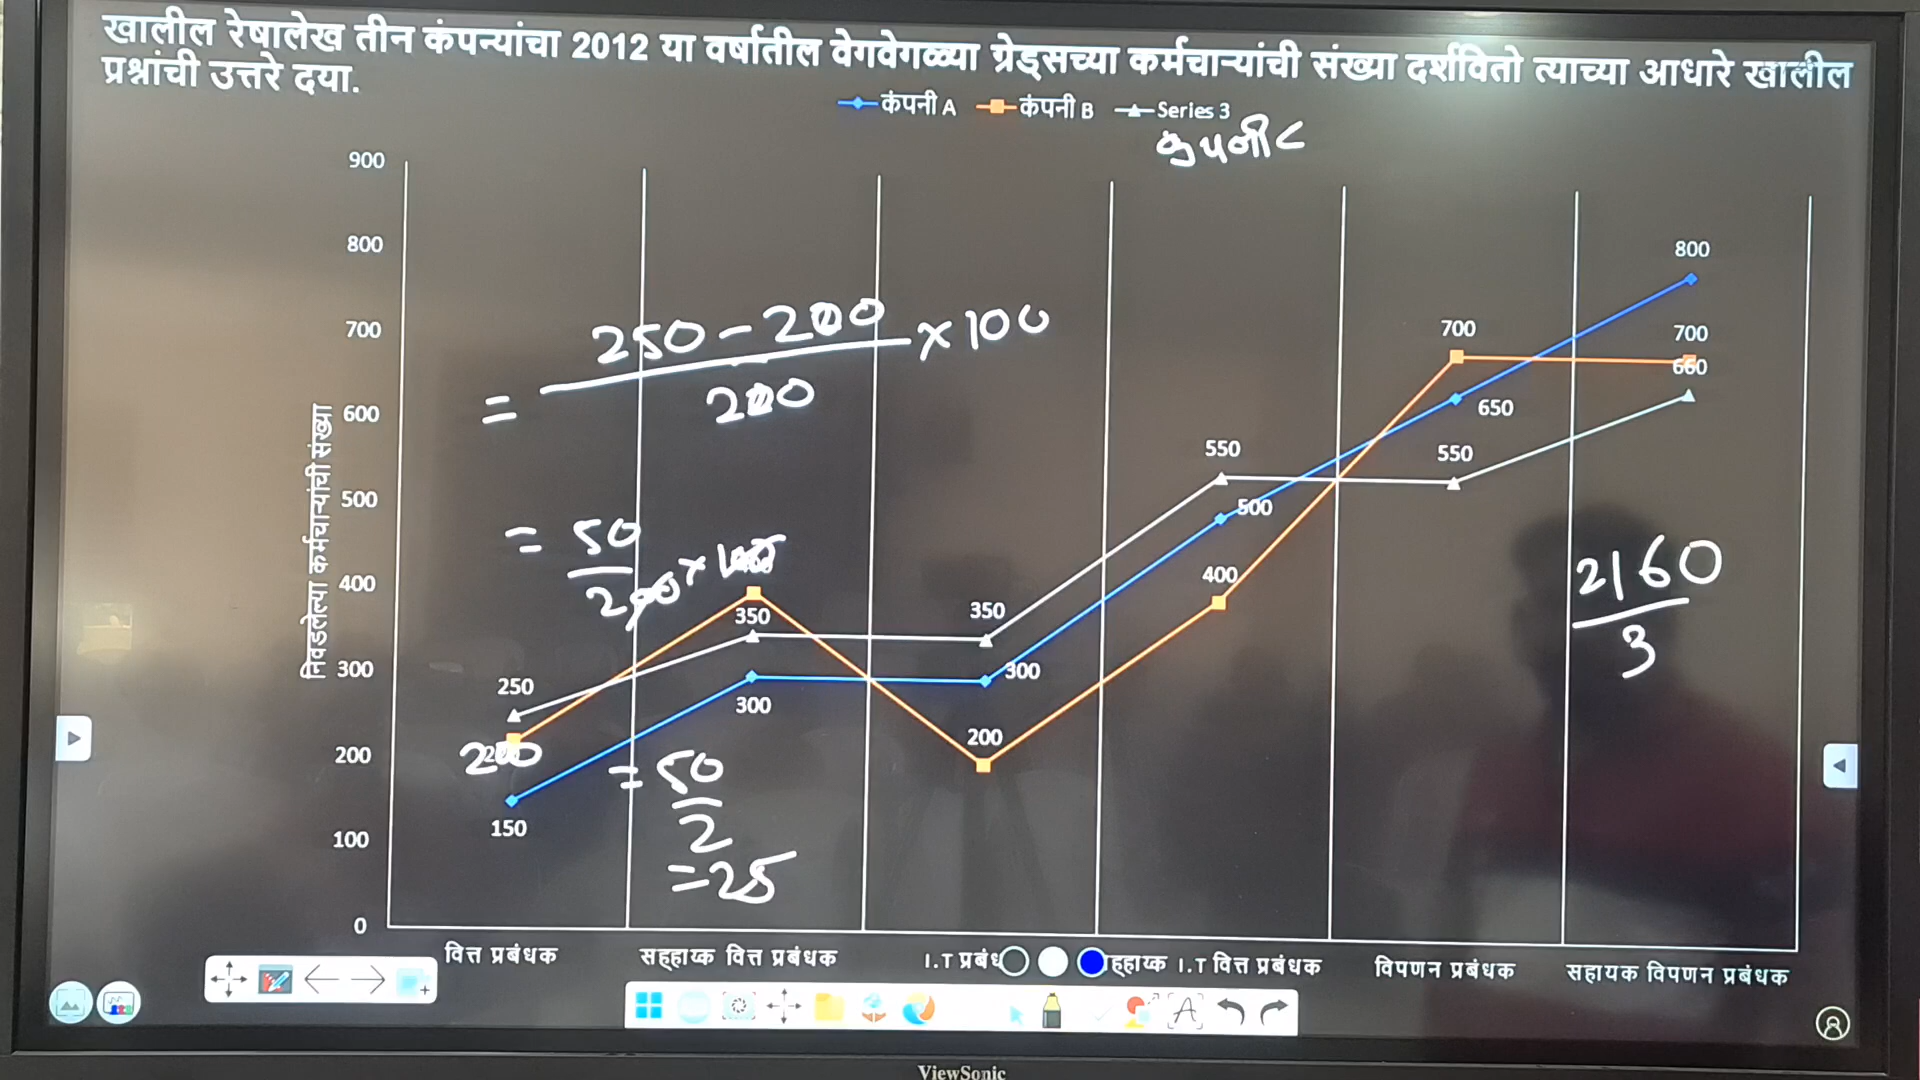 खालील रेषालेख तीन कंपन्यांचा 2012 या वर्षातील वेगवेगळ्या ग्रेड्सच्या कर्मचाऱ्यांची संख्या दर्शवितो त्याच्या आधारे खालील
प्रश्नांची उत्तरे दया.
कंपनी A कंपनी B Series 3
कंपनी C
900
800
700
600
500
400
300
200
100
0
निवडलेल्या कर्मचाऱ्यांची संख्या
250 - 200 × 100
= 200
= 50 × 100
200
= 50
2
= 25
2160
3
250
200
150
350
300
350
300
200
550
500
400
700
650
550
800
700
660
वित्त प्रबंधक
सहहाय्क वित्त प्रबंधक
I.T वित्त प्रबंधक
विपणन प्रबंधक
सहायक विपणन प्रबंधक
ViewSonic